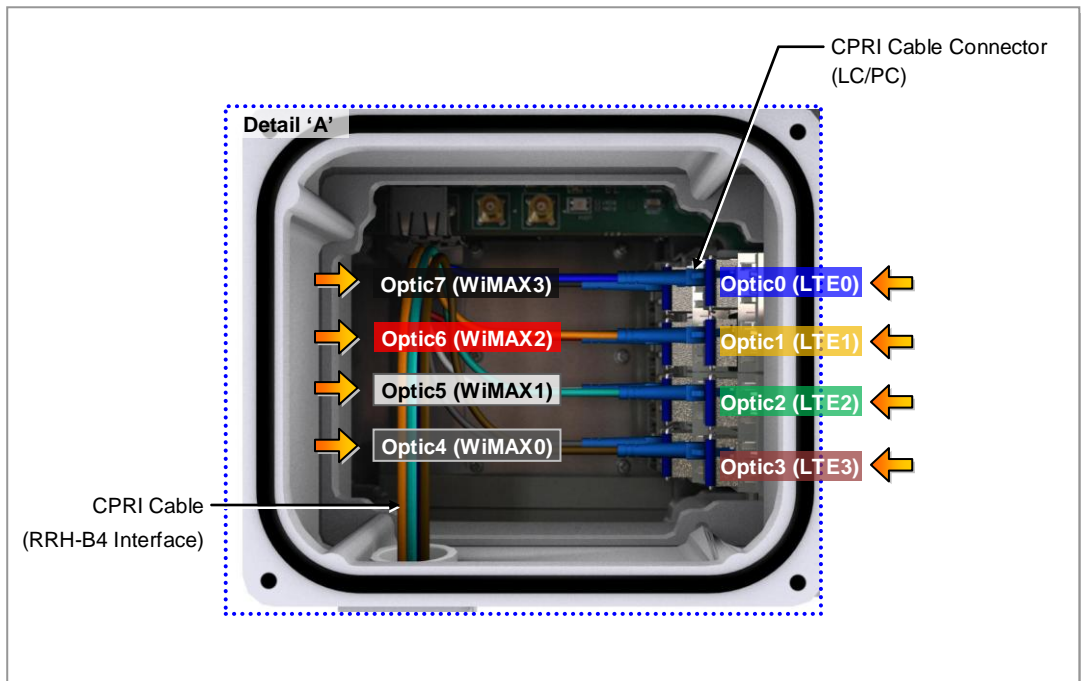 CPRI Cable Connector
(LC/PC)
Detail ‘A’
Optic7 (WiMAX3)
Optic0 (LTE0)
Optic6 (WiMAX2)
Optic1 (LTE1)
Optic5 (WiMAX1)
Optic2 (LTE2)
Optic4 (WiMAX0)
Optic3 (LTE3)
CPRI Cable
(RRH-B4 Interface)